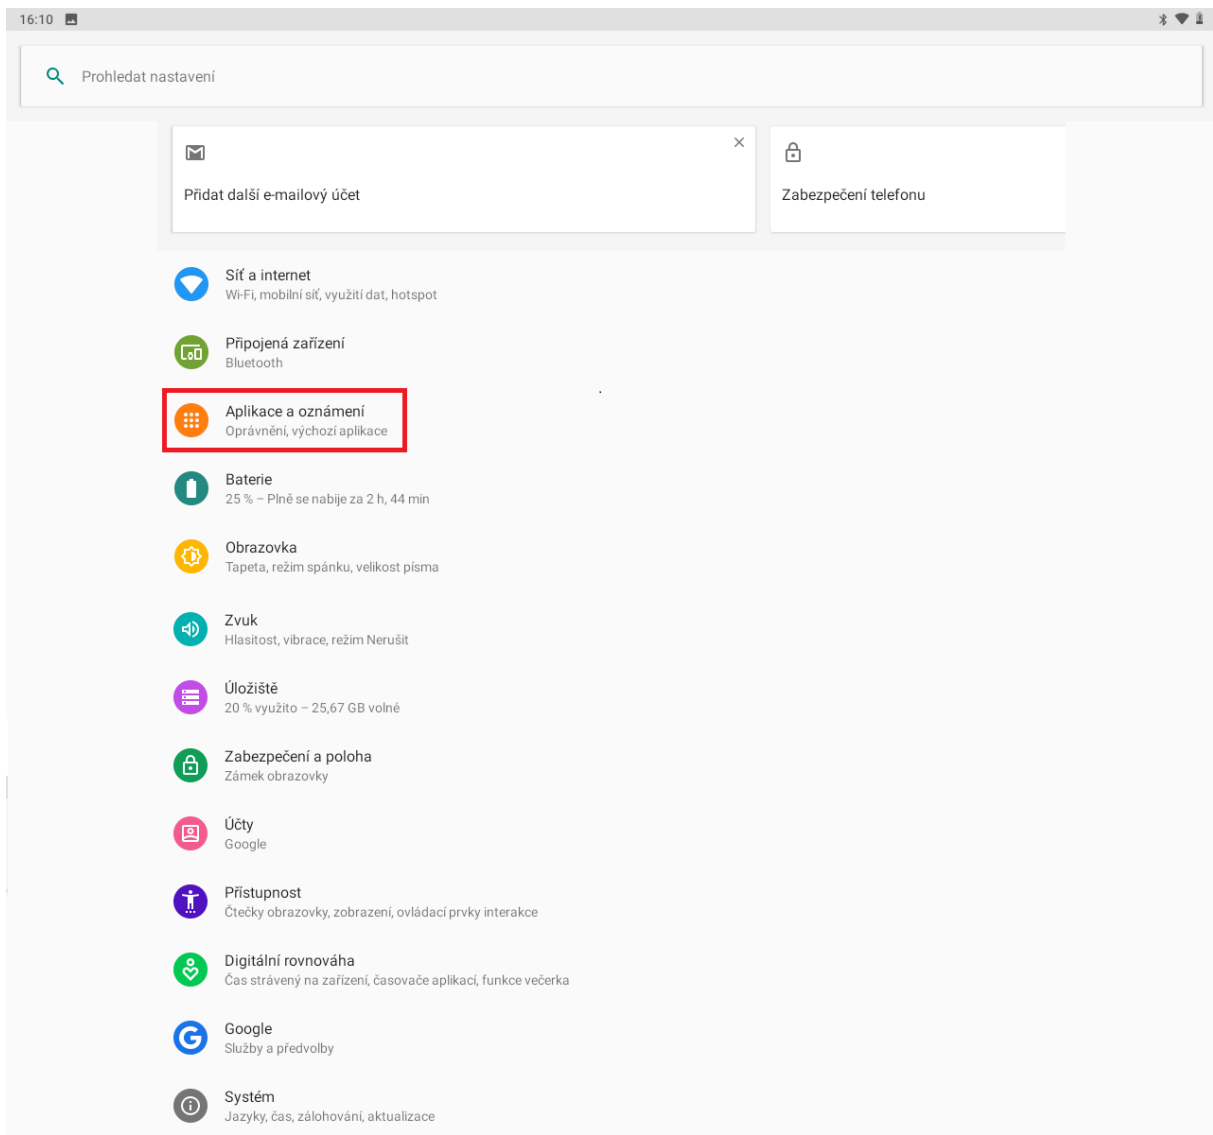 16:10
Prohledat nastavení
Přidat další e-mailový účet
Zabezpečení telefonu
Síť a internet
Wi-Fi, mobilní síť, využití dat, hotspot
Připojená zařízení
Bluetooth
Aplikace a oznámení
Oprávnění, výchozí aplikace
Baterie
25 % – Plně se nabije za 2 h, 44 min
Obrazovka
Tapeta, režim spánku, velikost písma
Zvuk
Hlasitost, vibrace, režim Nerušit
Úložiště
20 % využito – 25,67 GB volné
Zabezpečení a poloha
Zámek obrazovky
Účty
Google
Přístupnost
Čtečky obrazovky, zobrazení, ovládací prvky interakce
Digitální rovnováha
Čas strávený na zařízení, časovače aplikací, funkce večerka
Google
Služby a předvolby
Systém
Jazyky, čas, zálohování, aktualizace